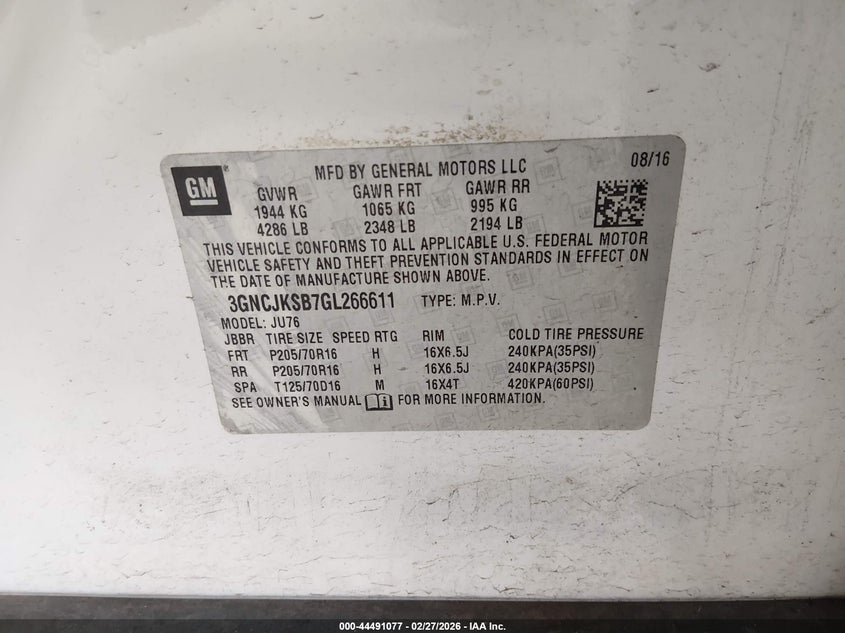 GM
MFD BY GENERAL MOTORS LLC 08/16
GVWR GAWR FRT GAWR RR
1944 KG 1065 KG 995 KG
4286 LB 2348 LB 2194 LB
THIS VEHICLE CONFORMS TO ALL APPLICABLE U.S. FEDERAL MOTOR
VEHICLE SAFETY AND THEFT PREVENTION STANDARDS IN EFFECT ON
THE DATE OF MANUFACTURE SHOWN ABOVE.
3GNCJKSB7GL266611 TYPE: M.P.V.
MODEL: JU76
JBBR TIRE SIZE SPEED RTG RIM COLD TIRE PRESSURE
FRT P205/70R16 H 16X6.5J 240KPA(35PSI)
RR P205/70R16 H 16X6.5J 240KPA(35PSI)
SPA T125/70D16 M 16X4T 420KPA(60PSI)
SEE OWNER'S MANUAL FOR MORE INFORMATION.
000-44491077 - 02/27/2026 - IAA Inc.